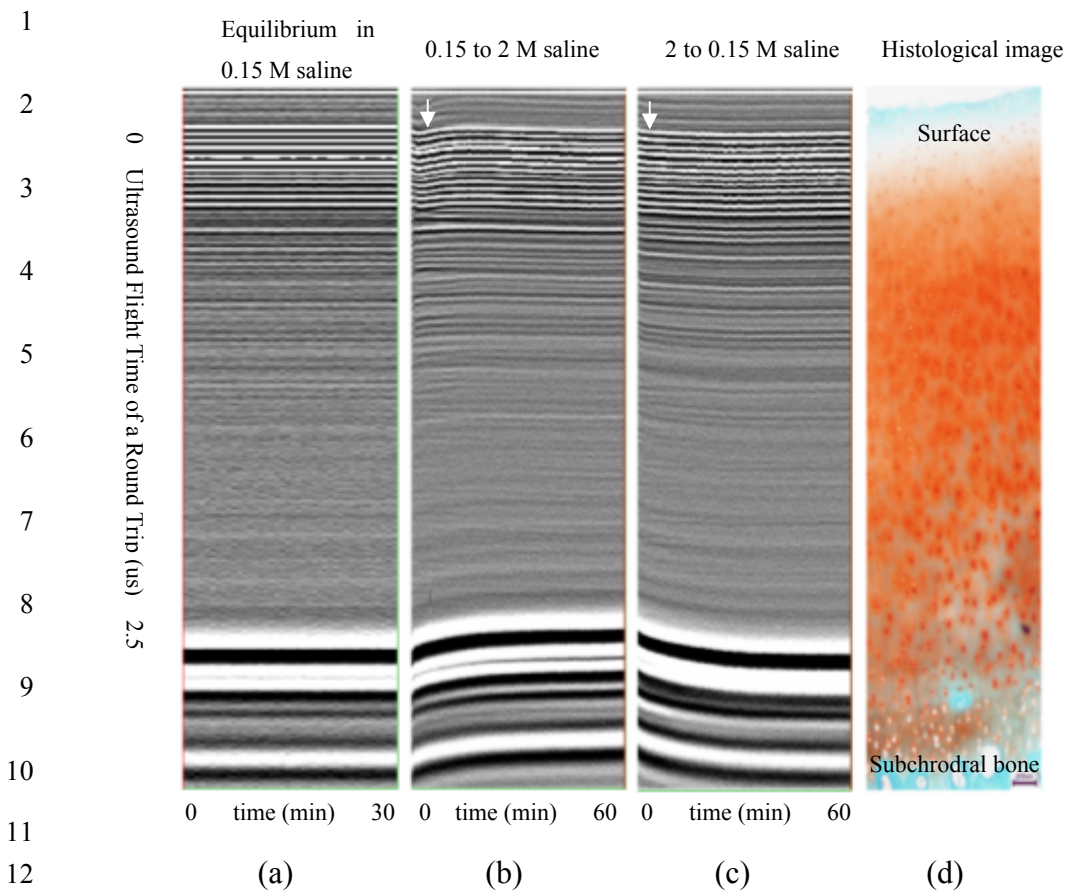 1
Equilibrium in
0.15 M saline
0.15 to 2 M saline
2 to 0.15 M saline
Histological image
2
Surface
0 Ultrasound Flight Time of a Round Trip (us) 2.5
3
4
5
6
7
8
9
10
Subchrodral bone
0 time (min) 30
0 time (min) 60
0 time (min) 60
11
12
(a)
(b)
(c)
(d)